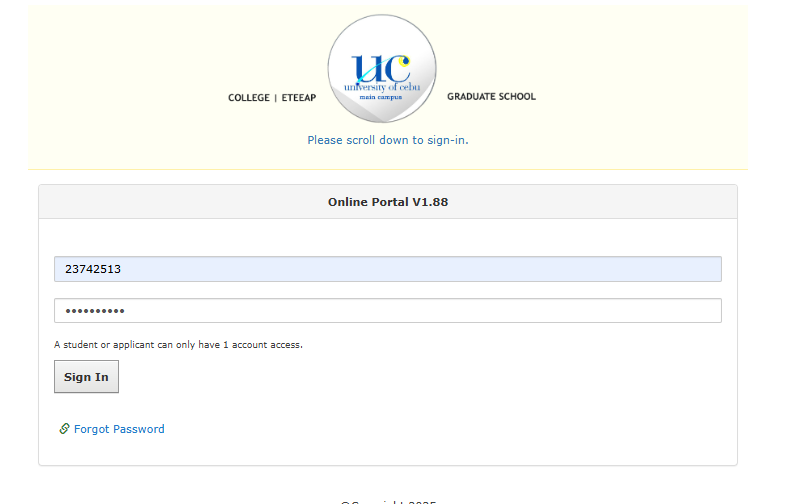 COLLEGE | ETEEAP
uc
university of cebu
main campus
GRADUATE SCHOOL
Please scroll down to sign-in.
Online Portal V1.88
23742513
••••••••••
A student or applicant can only have 1 account access.
Sign In
Forgot Password